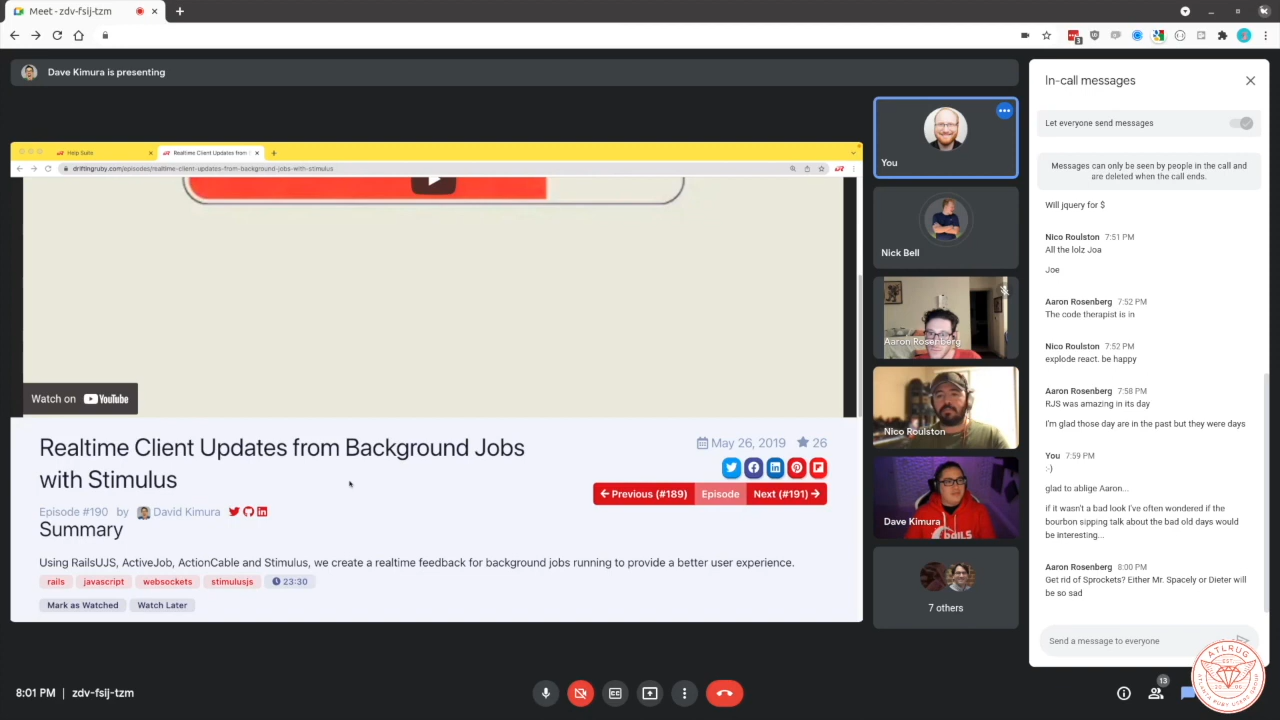 Meet - zdv-fsij-tzm
Dave Kimura is presenting
Help Suite
Realtime Client Updates from
driftingruby.com/episodes/realtime-client-updates-from-background-jobs-with-stimulus
Watch on YouTube
Realtime Client Updates from Background Jobs
with Stimulus
May 26, 2019 26
Previous (#189) Episode Next (#191)
Episode #190 by David Kimura
Summary
Using RailsUJS, ActiveJob, ActionCable and Stimulus, we create a realtime feedback for background jobs running to provide a better user experience.
rails javascript websockets stimulusjs 23:30
Mark as Watched Watch Later
You
Nick Bell
Aaron Rosenberg
Nico Roulston
Dave Kimura
RAILS
7 others
In-call messages
Let everyone send messages
Messages can only be seen by people in the call and
are deleted when the call ends.
Will jquery for $
Nico Roulston 7:51 PM
All the lolz Joa
Joe
Aaron Rosenberg 7:52 PM
The code therapist is in
Nico Roulston 7:52 PM
explode react. be happy
Aaron Rosenberg 7:58 PM
RJS was amazing in its day
I'm glad those day are in the past but they were days
You 7:59 PM
:-)
glad to ablige Aaron...
if it wasn't a bad look I've often wondered if the
bourbon sipping talk about the bad old days would
be interesting...
Aaron Rosenberg 8:00 PM
Get rid of Sprockets? Either Mr. Spacely or Dieter will
be so sad
Send a message to everyone
8:01 PM | zdv-fsij-tzm
13
ATLRUG
EST.
ATLANTA RUBY USERS GROUP